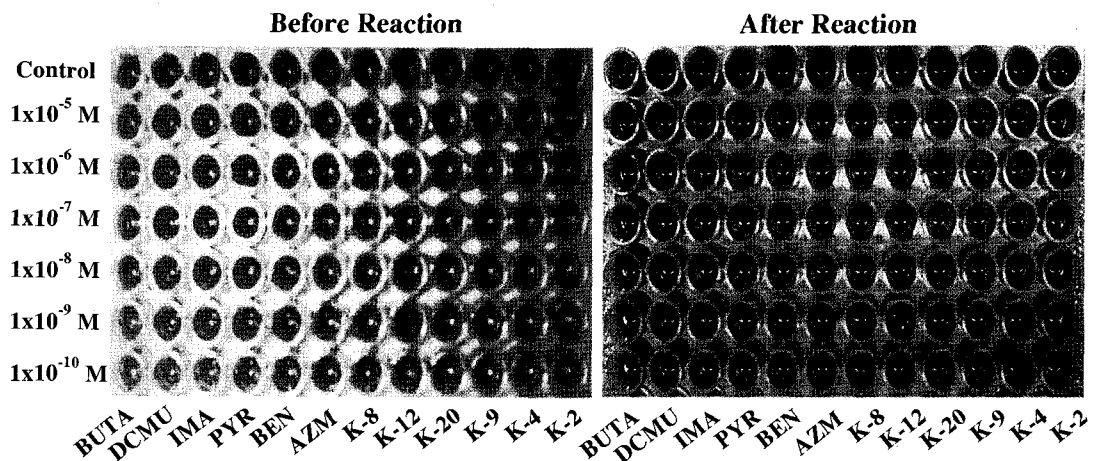 Before Reaction After Reaction
Control
1x10⁻⁵ M
1x10⁻⁶ M
1x10⁻⁷ M
1x10⁻⁸ M
1x10⁻⁹ M
1x10⁻¹⁰ M
BUTA DCMU IMA PYR BEN AZM K-8 K-12 K-20 K-9 K-4 K-2 BUTA DCMU IMA PYR BEN AZM K-8 K-12 K-20 K-9 K-4 K-2